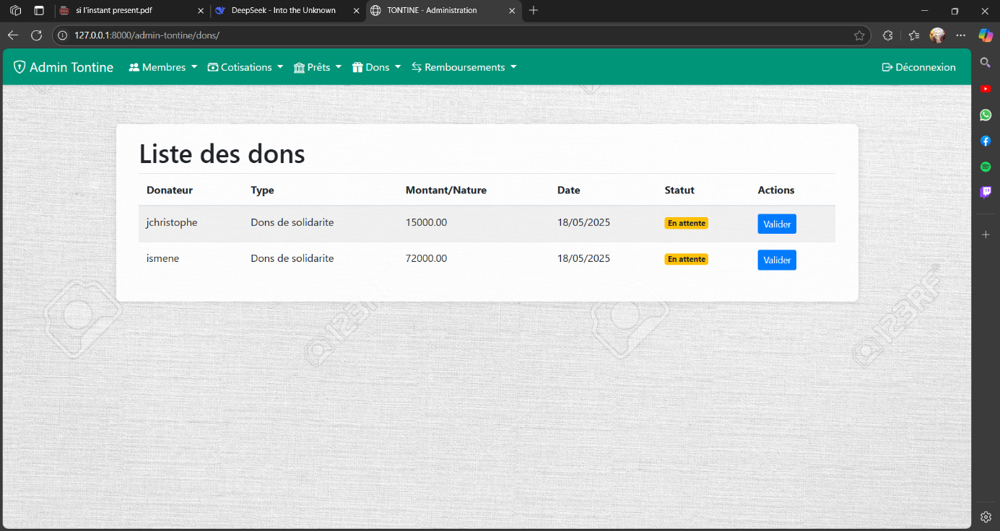 si l'instant present.pdf
DeepSeek - Into the Unknown
TONTINE - Administration
127.0.0.1:8000/admin-tontine/dons/
Admin Tontine Membres Cotisations Prêts Dons Remboursements Déconnexion
Liste des dons
Donateur Type Montant/Nature Date Statut Actions
jchristophe Dons de solidarite 15000.00 18/05/2025 En attente Valider
ismene Dons de solidarite 72000.00 18/05/2025 En attente Valider
123RF
123RF®